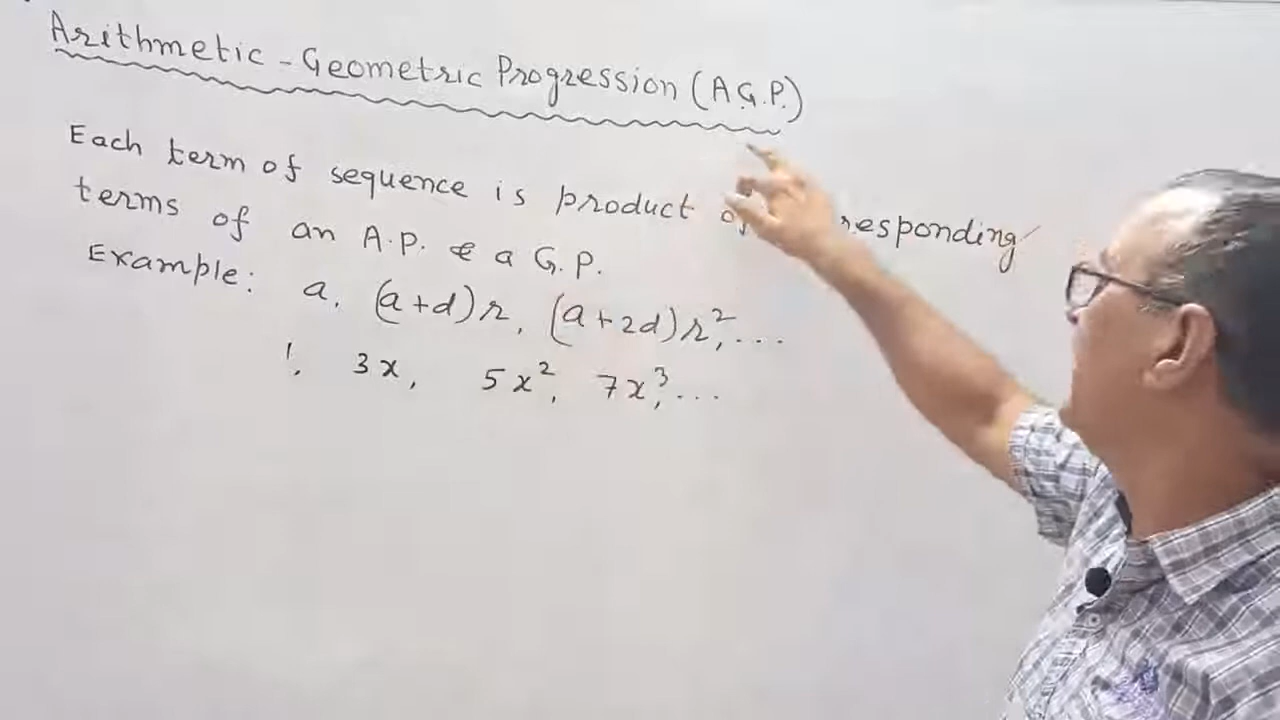 Arithmetic - Geometric Progression (A.G.P.)
Each term of sequence is product responding
terms of an A.P. & a G.P.
Example: a, (a+d)r, (a+2d)r², ...
1, 3x, 5x², 7x³, ...